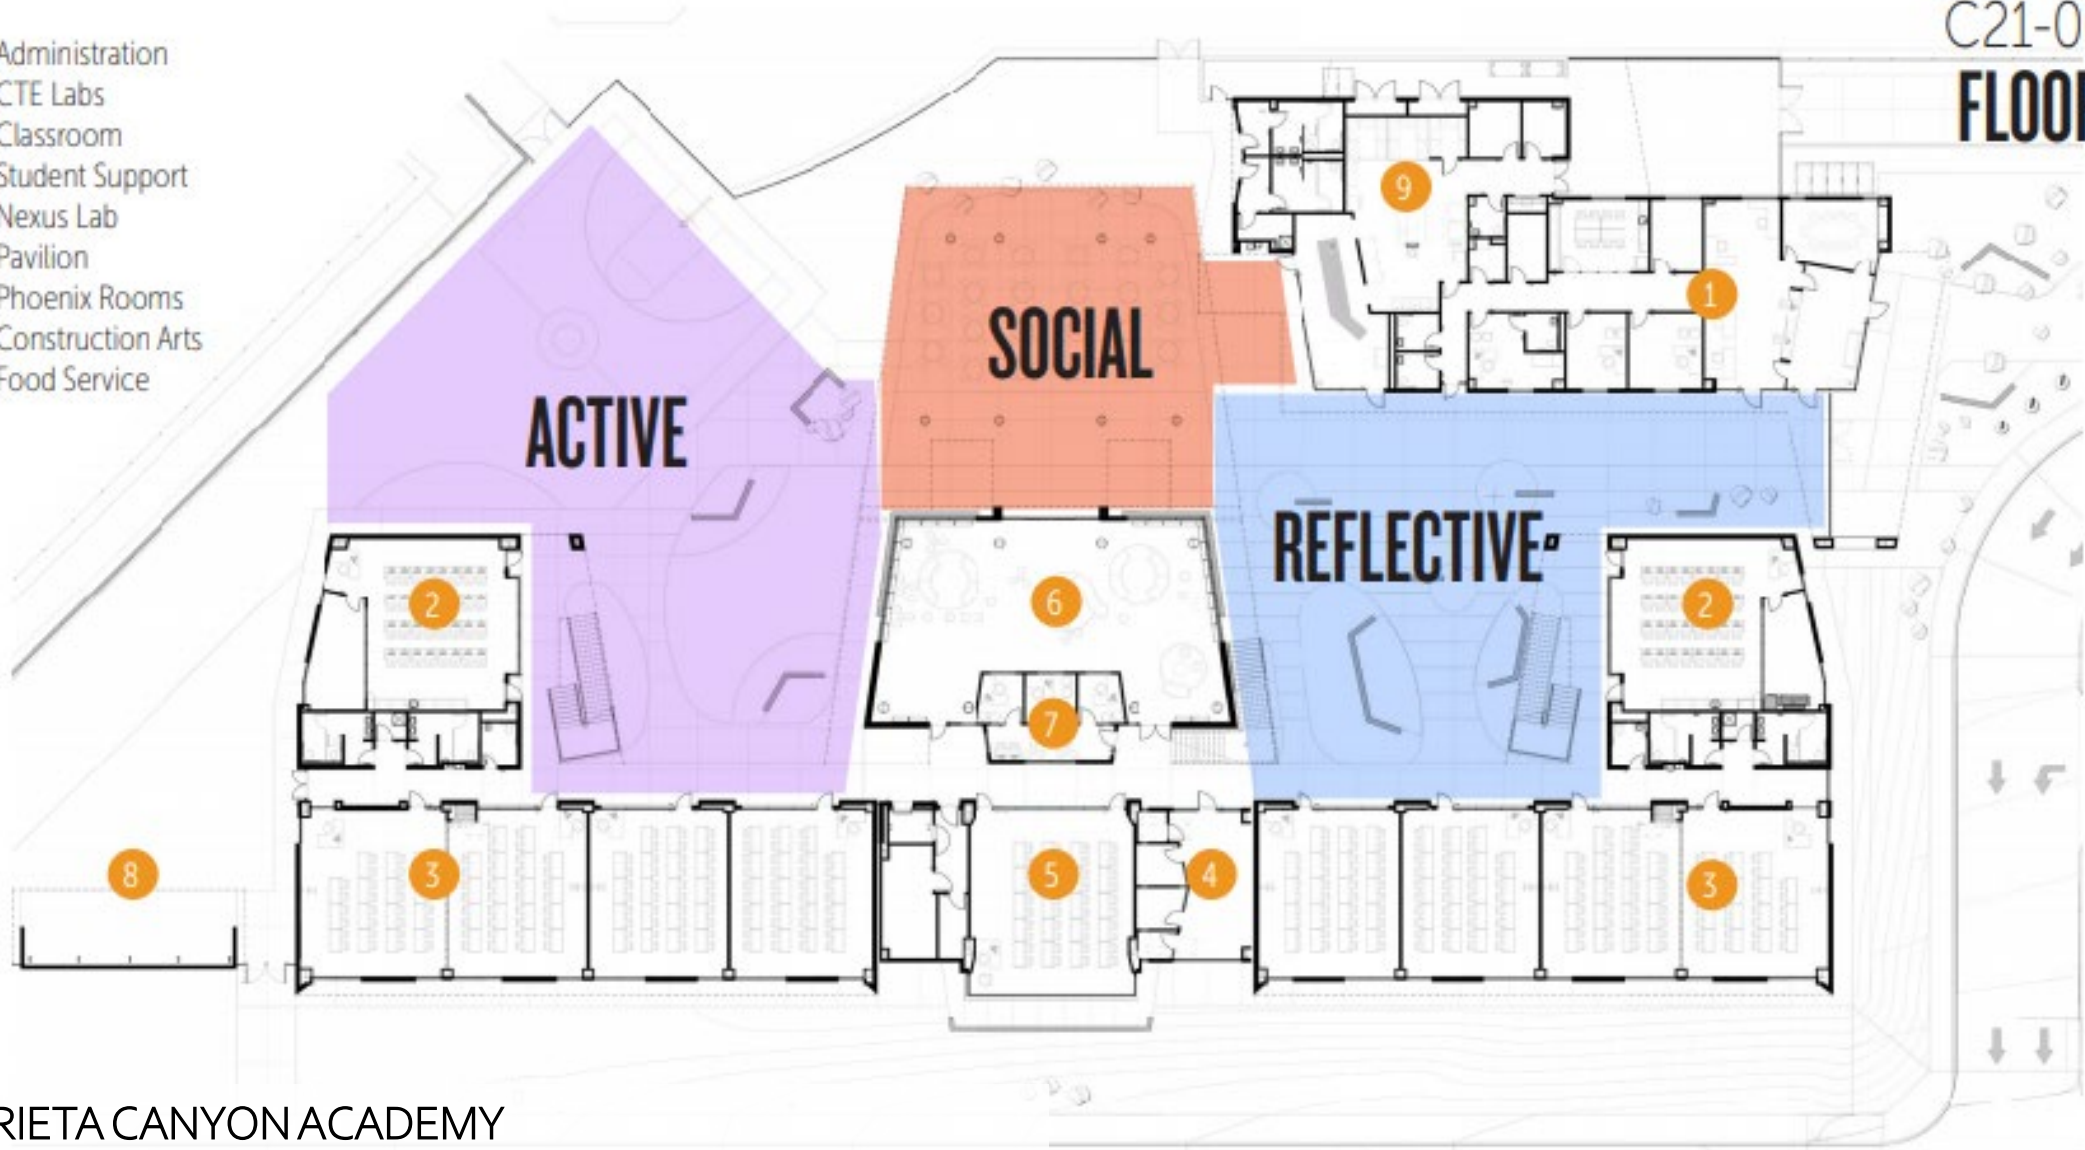 C21-0
FLOO
Administration
CTE Labs
Classroom
Student Support
Nexus Lab
Pavilion
Phoenix Rooms
Construction Arts
Food Service
9
1
SOCIAL
ACTIVE
REFLECTIVE
2
6
2
7
8
3
5
4
3
RIETA CANYON ACADEMY